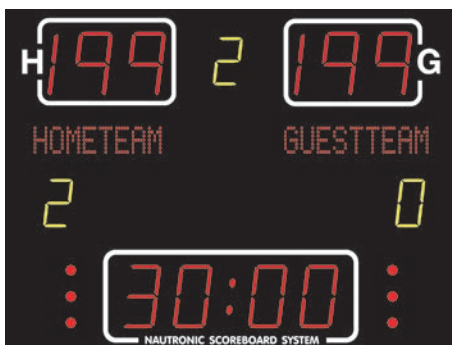 H 199 2 199 G
HOMETEAM GUESTTEAM
2 0
30:00
NAUTRONIC SCOREBOARD SYSTEM